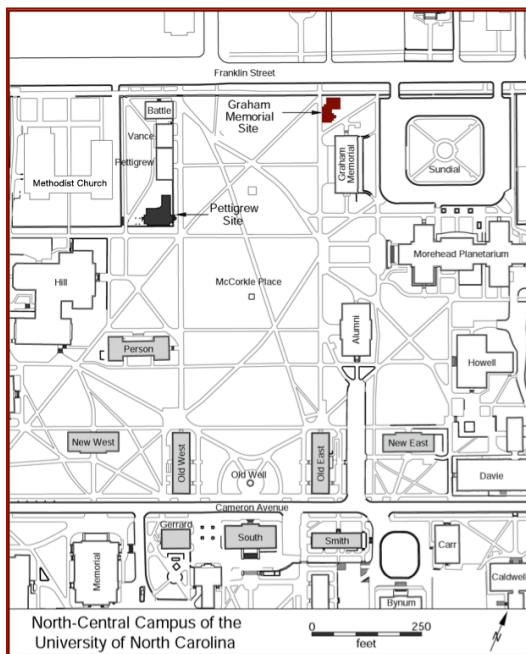 Franklin Street
Battle
Graham
Memorial
Site
Vance
Pettigrew
Methodist Church
Graham
Memorial
Sundial
Pettigrew
Site
Morehead Planetarium
Hill
McCorkle Place
Alumni
Person
Howell
New West
Old West
Old Well
Old East
New East
Davie
Cameron Avenue
Gerrard
South
Smith
Carr
Memorial
Caldwell
Bynum
North-Central Campus of the
University of North Carolina
0 250
feet
N